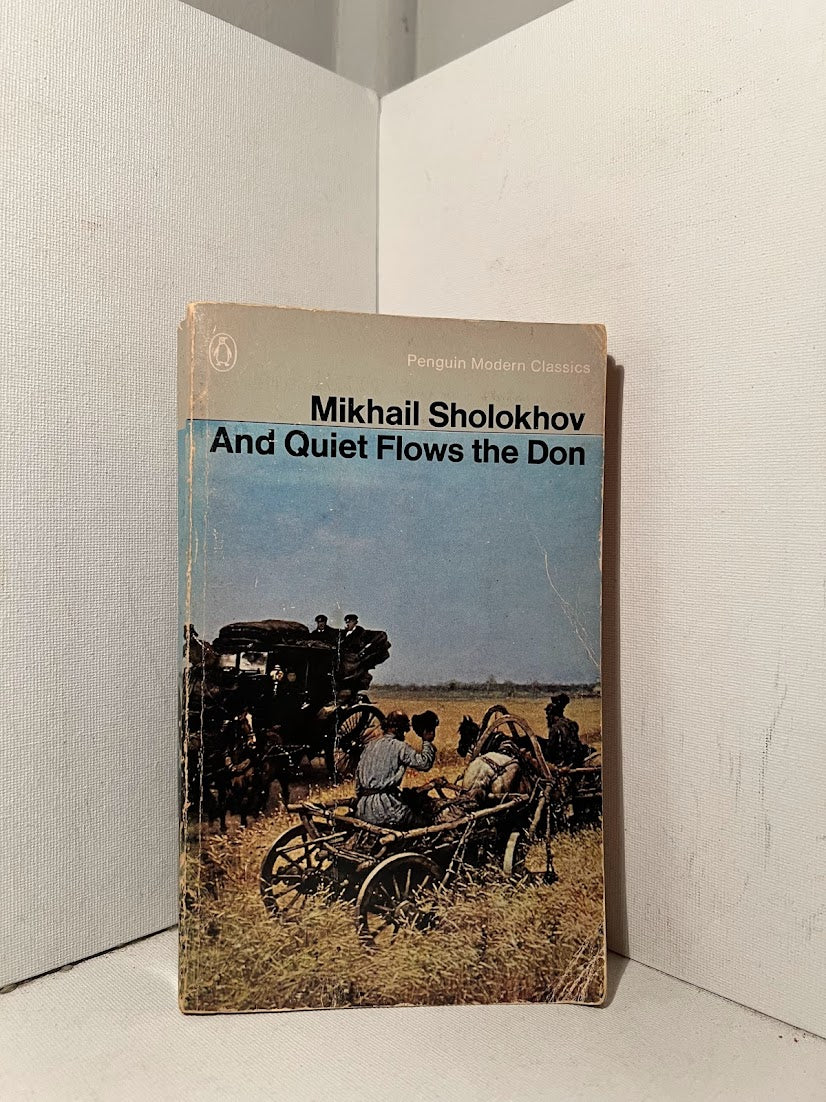 Penguin Modern Classics
Mikhail Sholokhov
And Quiet Flows the Don